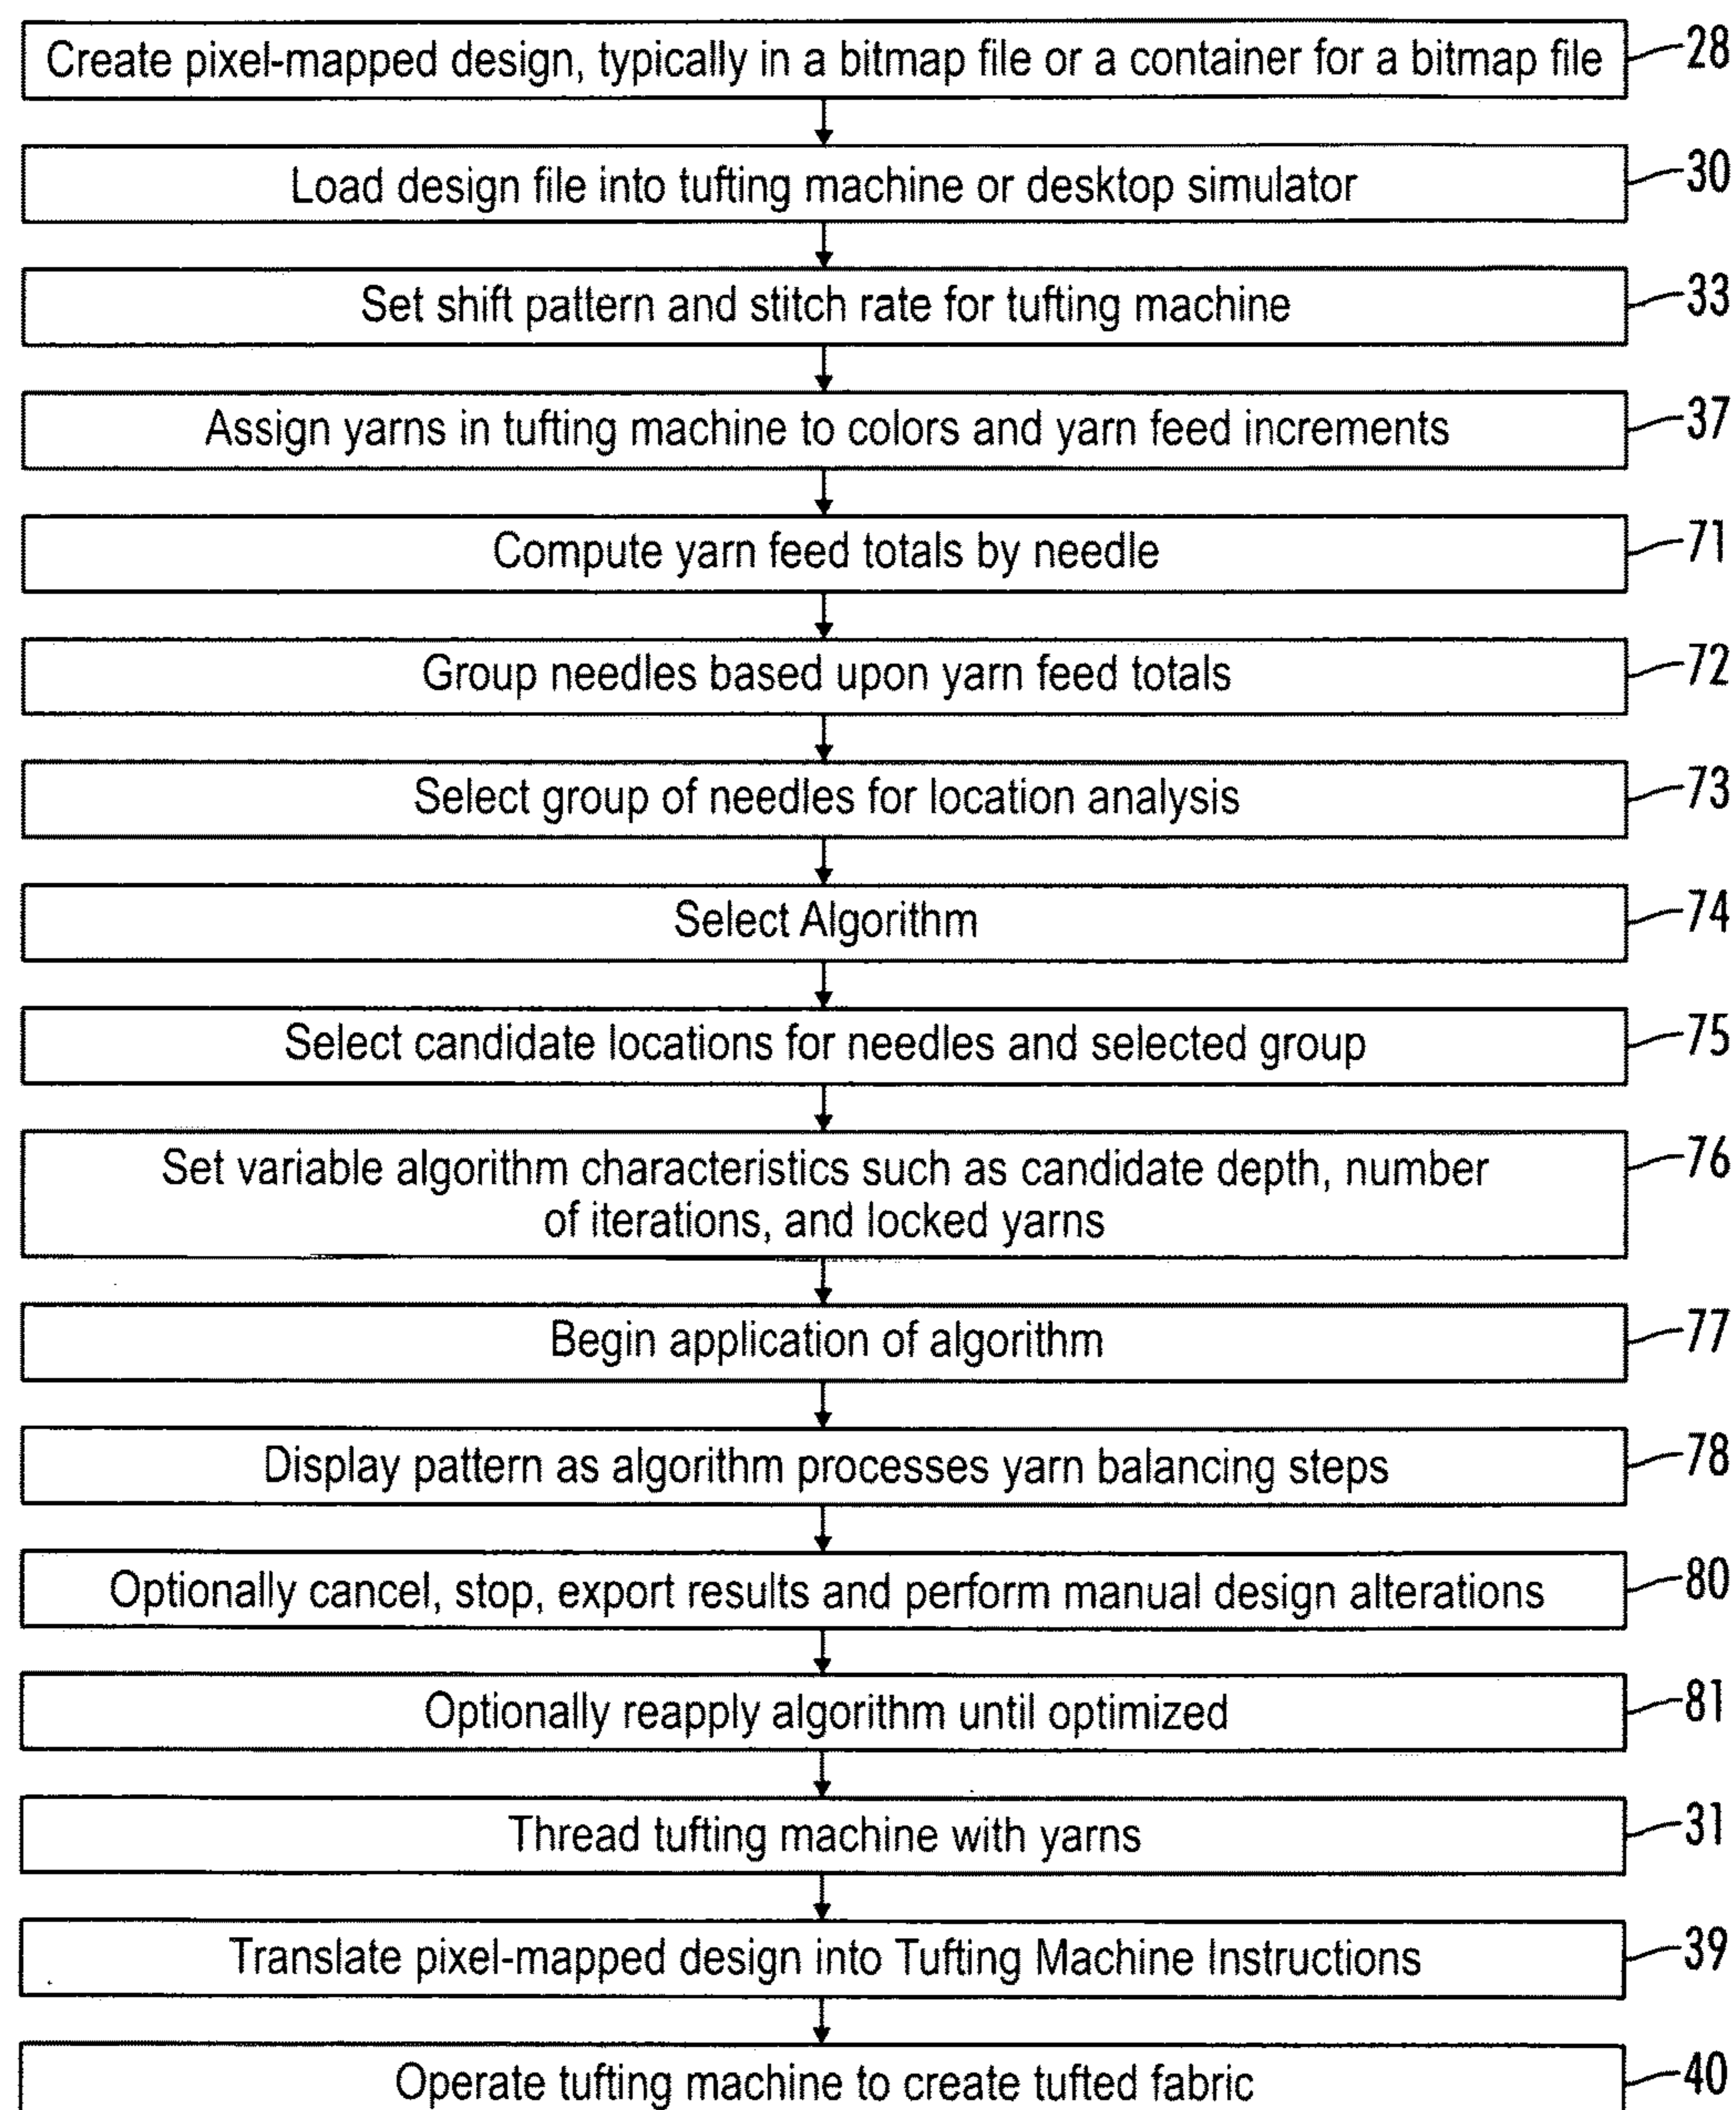 Create pixel-mapped design, typically in a bitmap file or a container for a bitmap file 28
Load design file into tufting machine or desktop simulator 30
Set shift pattern and stitch rate for tufting machine 33
Assign yarns in tufting machine to colors and yarn feed increments 37
Compute yarn feed totals by needle 71
Group needles based upon yarn feed totals 72
Select group of needles for location analysis 73
Select Algorithm 74
Select candidate locations for needles and selected group 75
Set variable algorithm characteristics such as candidate depth, number 76
of iterations, and locked yarns
Begin application of algorithm 77
Display pattern as algorithm processes yarn balancing steps 78
Optionally cancel, stop, export results and perform manual design alterations 80
Optionally reapply algorithm until optimized 81
Thread tufting machine with yarns 31
Translate pixel-mapped design into Tufting Machine Instructions 39
Operate tufting machine to create tufted fabric 40